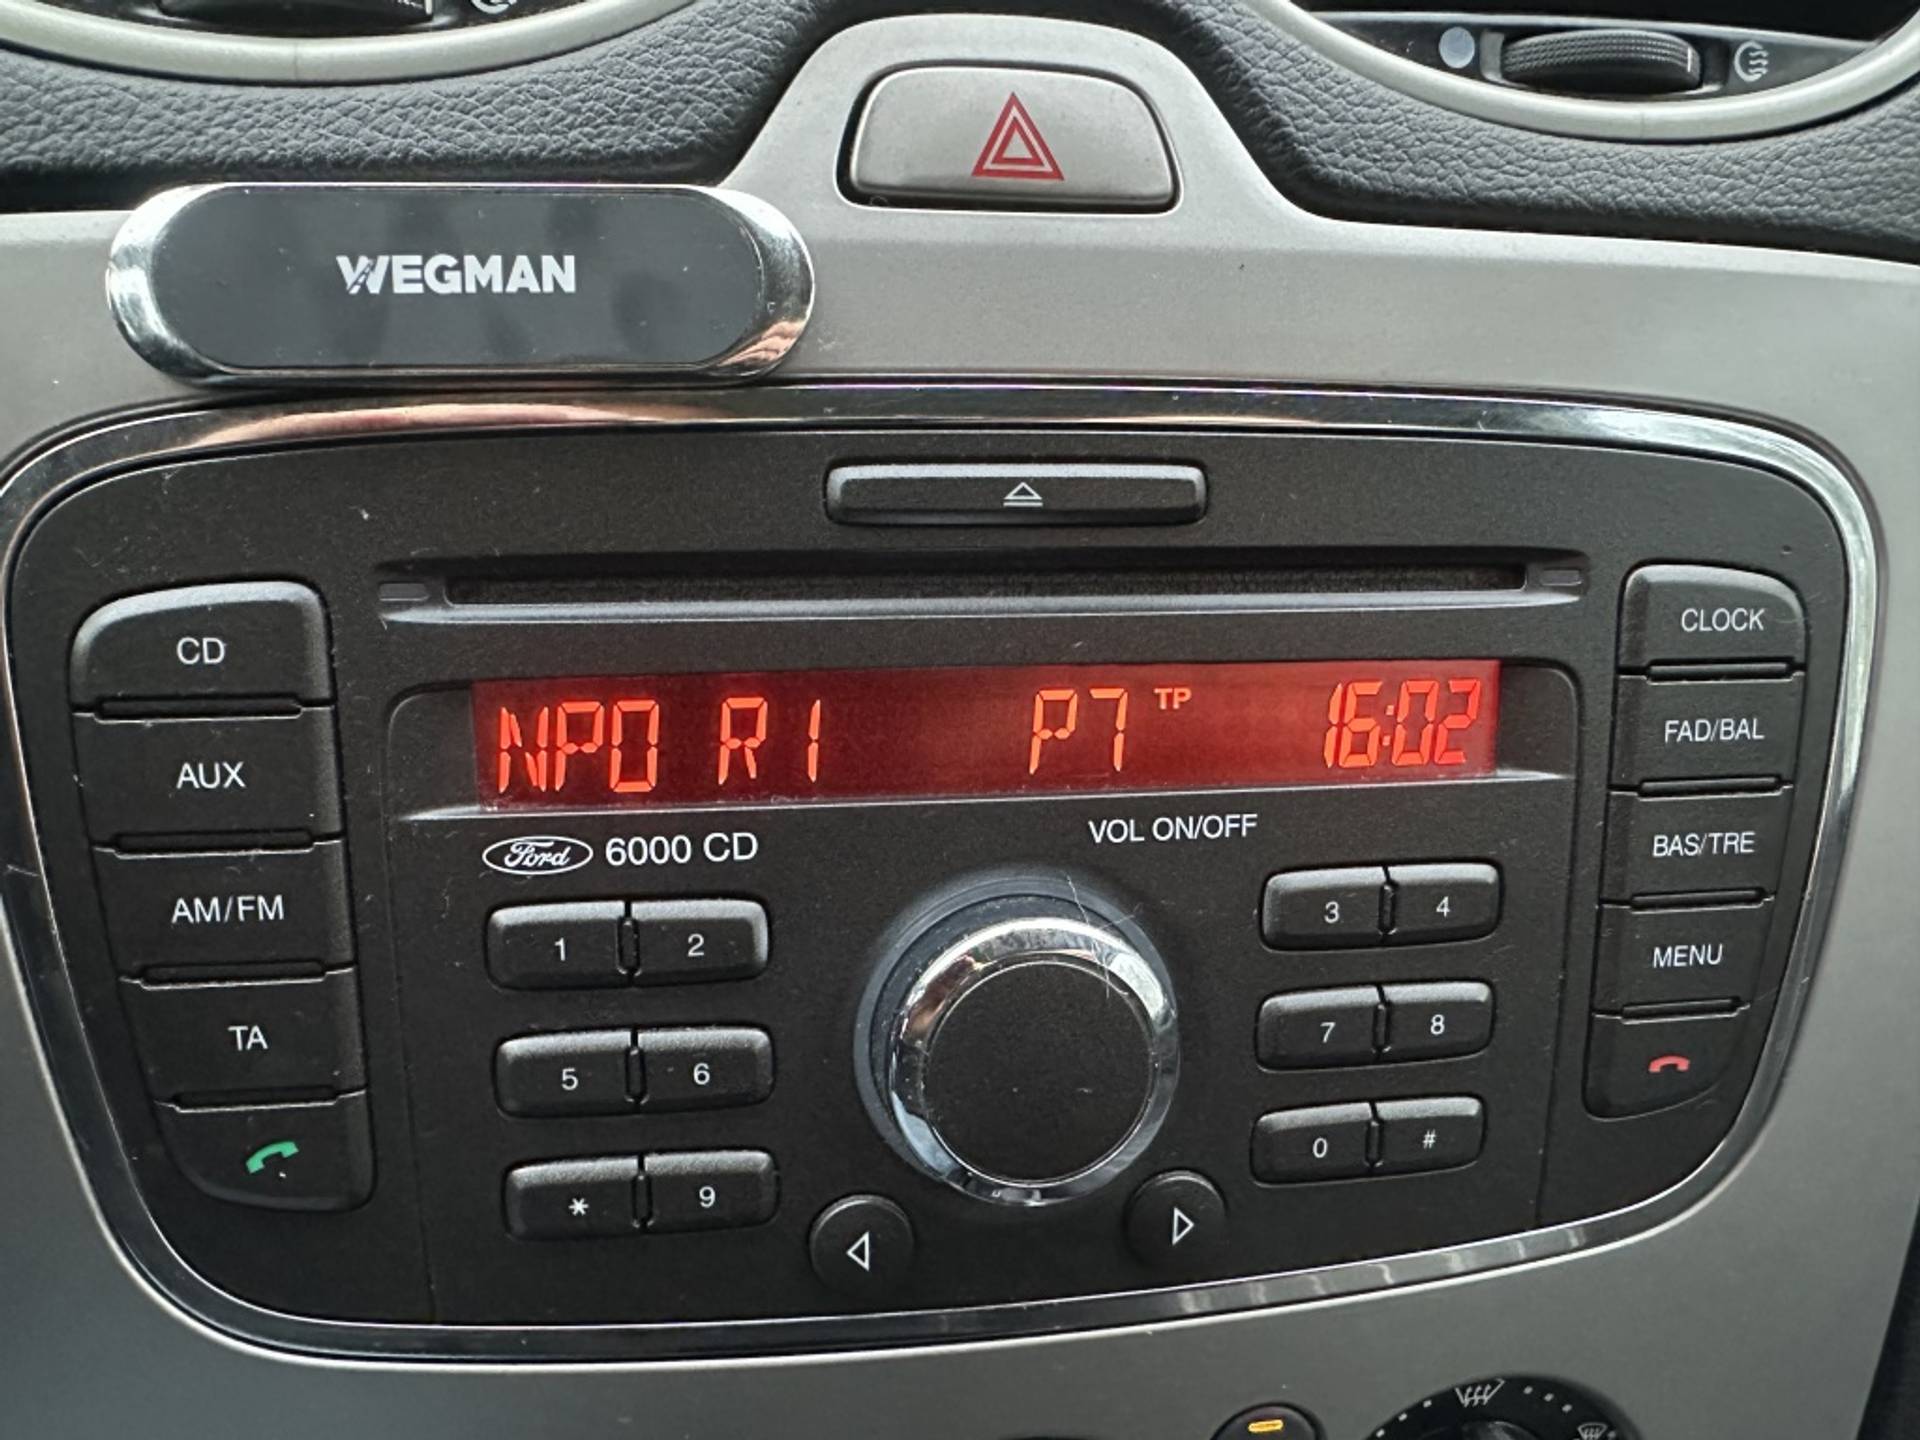 WEGMAN
CD
CLOCK
NPO R1 P7 TP 16:02
AUX
FAD/BAL
Ford 6000 CD
VOL ON/OFF
BAS/TRE
AM/FM
1 2
3 4
MENU
TA
5 6
7 8
* 9
0 #